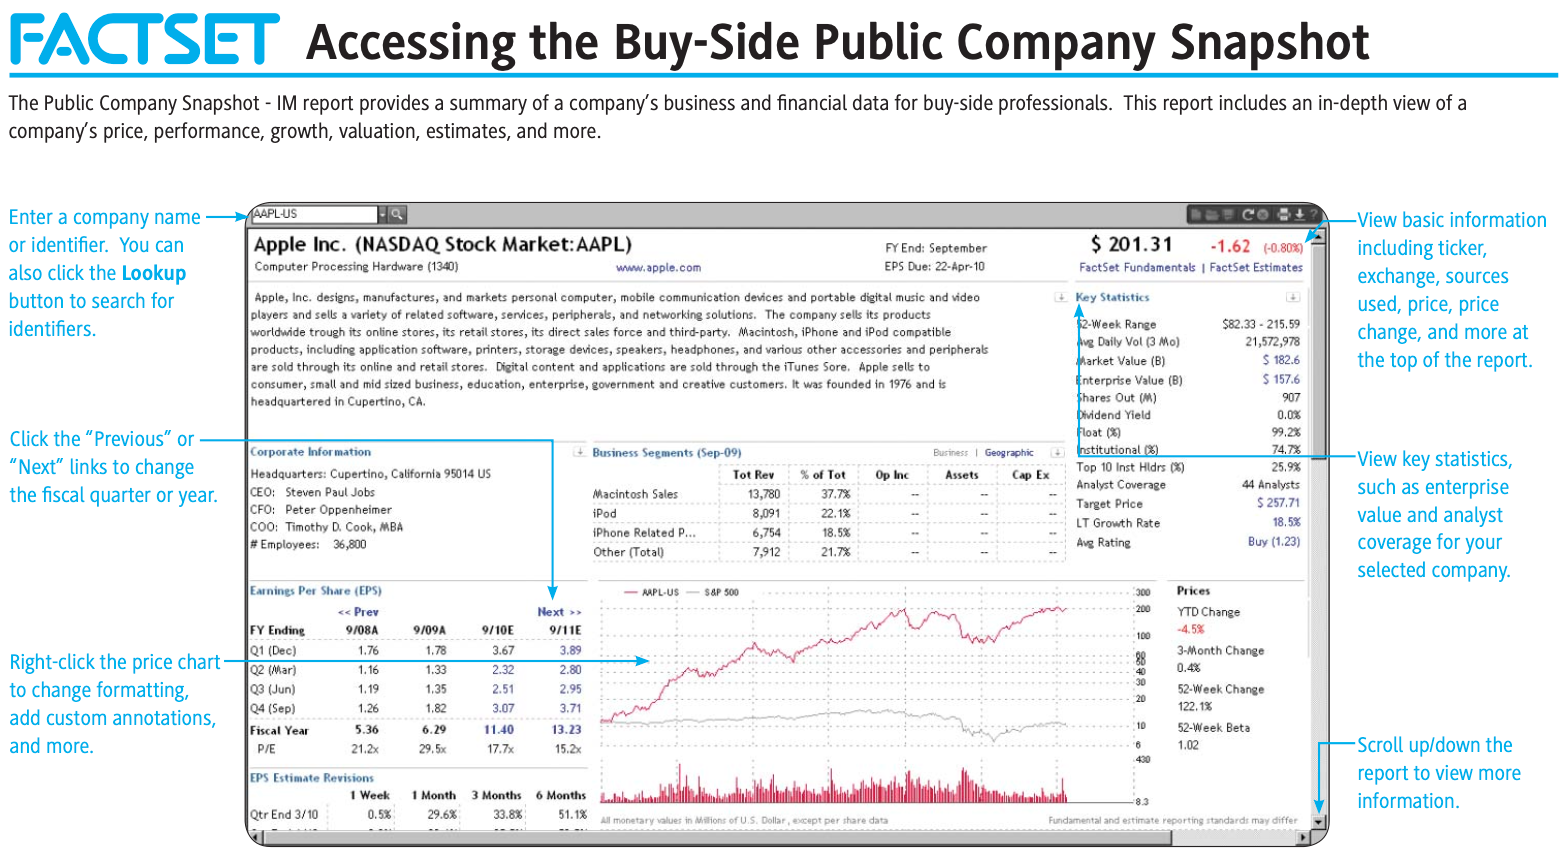 FACTSET Accessing the Buy-Side Public Company Snapshot
The Public Company Snapshot - IM report provides a summary of a company's business and financial data for buy-side professionals. This report includes an in-depth view of a
company's price, performance, growth, valuation, estimates, and more.
Enter a company name
or identifier. You can
also click the Lookup
button to search for
identifiers.
Click the “Previous” or
“Next” links to change
the fiscal quarter or year.
Right-click the price chart
to change formatting,
add custom annotations,
and more.
AAPL-US
Apple Inc. (NASDAQ Stock Market:AAPL)
Computer Processing Hardware (1340)
www.apple.com
FY End: September
EPS Due: 22-Apr-10
$ 201.31 -1.62 (-0.80%)
FactSet Fundamentals | FactSet Estimates
Apple, Inc. designs, manufactures, and markets personal computer, mobile communication devices and portable digital music and video
players and sells a variety of related software, services, peripherals, and networking solutions. The company sells its products
worldwide trough its online stores, its retail stores, its direct sales force and third-party. Macintosh, iPhone and iPod compatible
products, including application software, printers, storage devices, speakers, headphones, and various other accessories and peripherals
are sold through its online and retail stores. Digital content and applications are sold through the iTunes Sore. Apple sells to
consumer, small and mid sized business, education, enterprise, government and creative customers. It was founded in 1976 and is
headquartered in Cupertino, CA.
Key Statistics
52-Week Range $82.33 - 215.59
Avg Daily Vol (3 Mo) 21,572,978
Market Value (B) $ 182.6
Enterprise Value (B) $ 157.6
Shares Out (M) 907
Dividend Yield 0.0%
Float (%) 99.2%
Institutional (%) 74.7%
Top 10 Inst Hldrs (%) 25.9%
Analyst Coverage 44 Analysts
Target Price $ 257.71
LT Growth Rate 18.5%
Avg Rating Buy (1.23)
Corporate Information
Headquarters: Cupertino, California 95014 US
CEO: Steven Paul Jobs
CFO: Peter Oppenheimer
COO: Timothy D. Cook, MBA
# Employees: 36,800
Business Segments (Sep-09) Business | Geographic
Tot Rev % of Tot Op Inc Assets Cap Ex
Macintosh Sales 13,780 37.7% -- -- --
iPod 8,091 22.1% -- -- --
iPhone Related P... 6,754 18.5% -- -- --
Other (Total) 7,912 21.7% -- -- --
Earnings Per Share (EPS)
<< Prev Next >>
FY Ending 9/08A 9/09A 9/10E 9/11E
Q1 (Dec) 1.76 1.78 3.67 3.89
Q2 (Mar) 1.16 1.33 2.32 2.80
Q3 (Jun) 1.19 1.35 2.51 2.95
Q4 (Sep) 1.26 1.82 3.07 3.71
Fiscal Year 5.36 6.29 11.40 13.23
P/E 21.2x 29.5x 17.7x 15.2x
EPS Estimate Revisions
1 Week 1 Month 3 Months 6 Months
Qtr End 3/10 0.5% 29.6% 33.8% 51.1%
AAPL-US S&P 500
300
200
100
60
50
40
30
20
10
6
430
8.3
All monetary values in Millions of U.S. Dollar, except per share data
Fundamental and estimate reporting standards may differ
Prices
YTD Change
-4.5%
3-Month Change
0.4%
52-Week Change
122.1%
52-Week Beta
1.02
View basic information
including ticker,
exchange, sources
used, price, price
change, and more at
the top of the report.
View key statistics,
such as enterprise
value and analyst
coverage for your
selected company.
Scroll up/down the
report to view more
information.